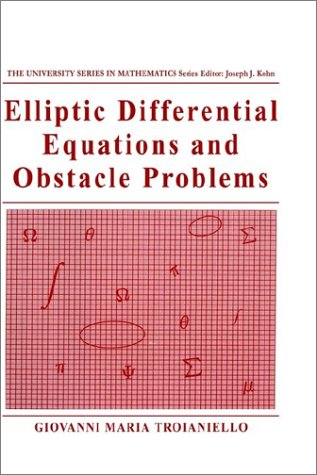 THE UNIVERSITY SERIES IN MATHEMATICS Series Editor: Joseph J. Kohn
Elliptic Differential
Equations and
Obstacle Problems
Ω θ Σ
∫ π
Ω θ ∫
π Ψ Σ μ
GIOVANNI MARIA TROIANIELLO